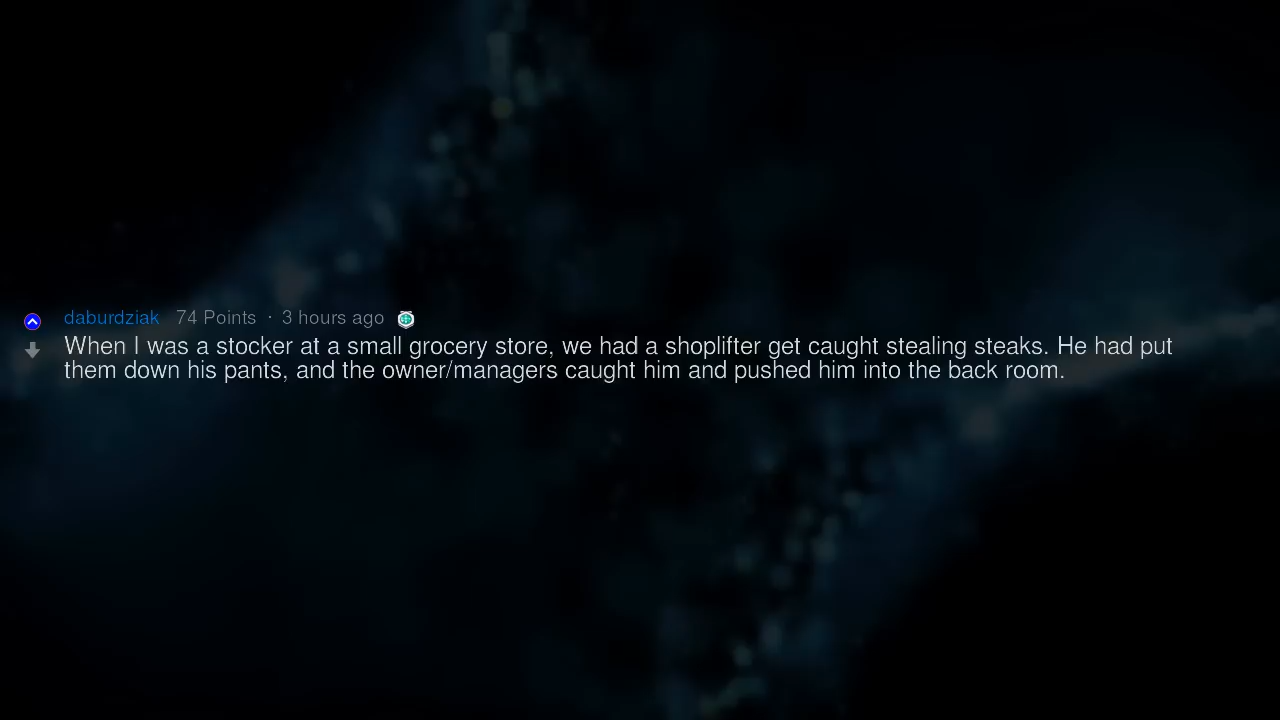 daburdziak 74 Points · 3 hours ago
When I was a stocker at a small grocery store, we had a shoplifter get caught stealing steaks. He had put
them down his pants, and the owner/managers caught him and pushed him into the back room.